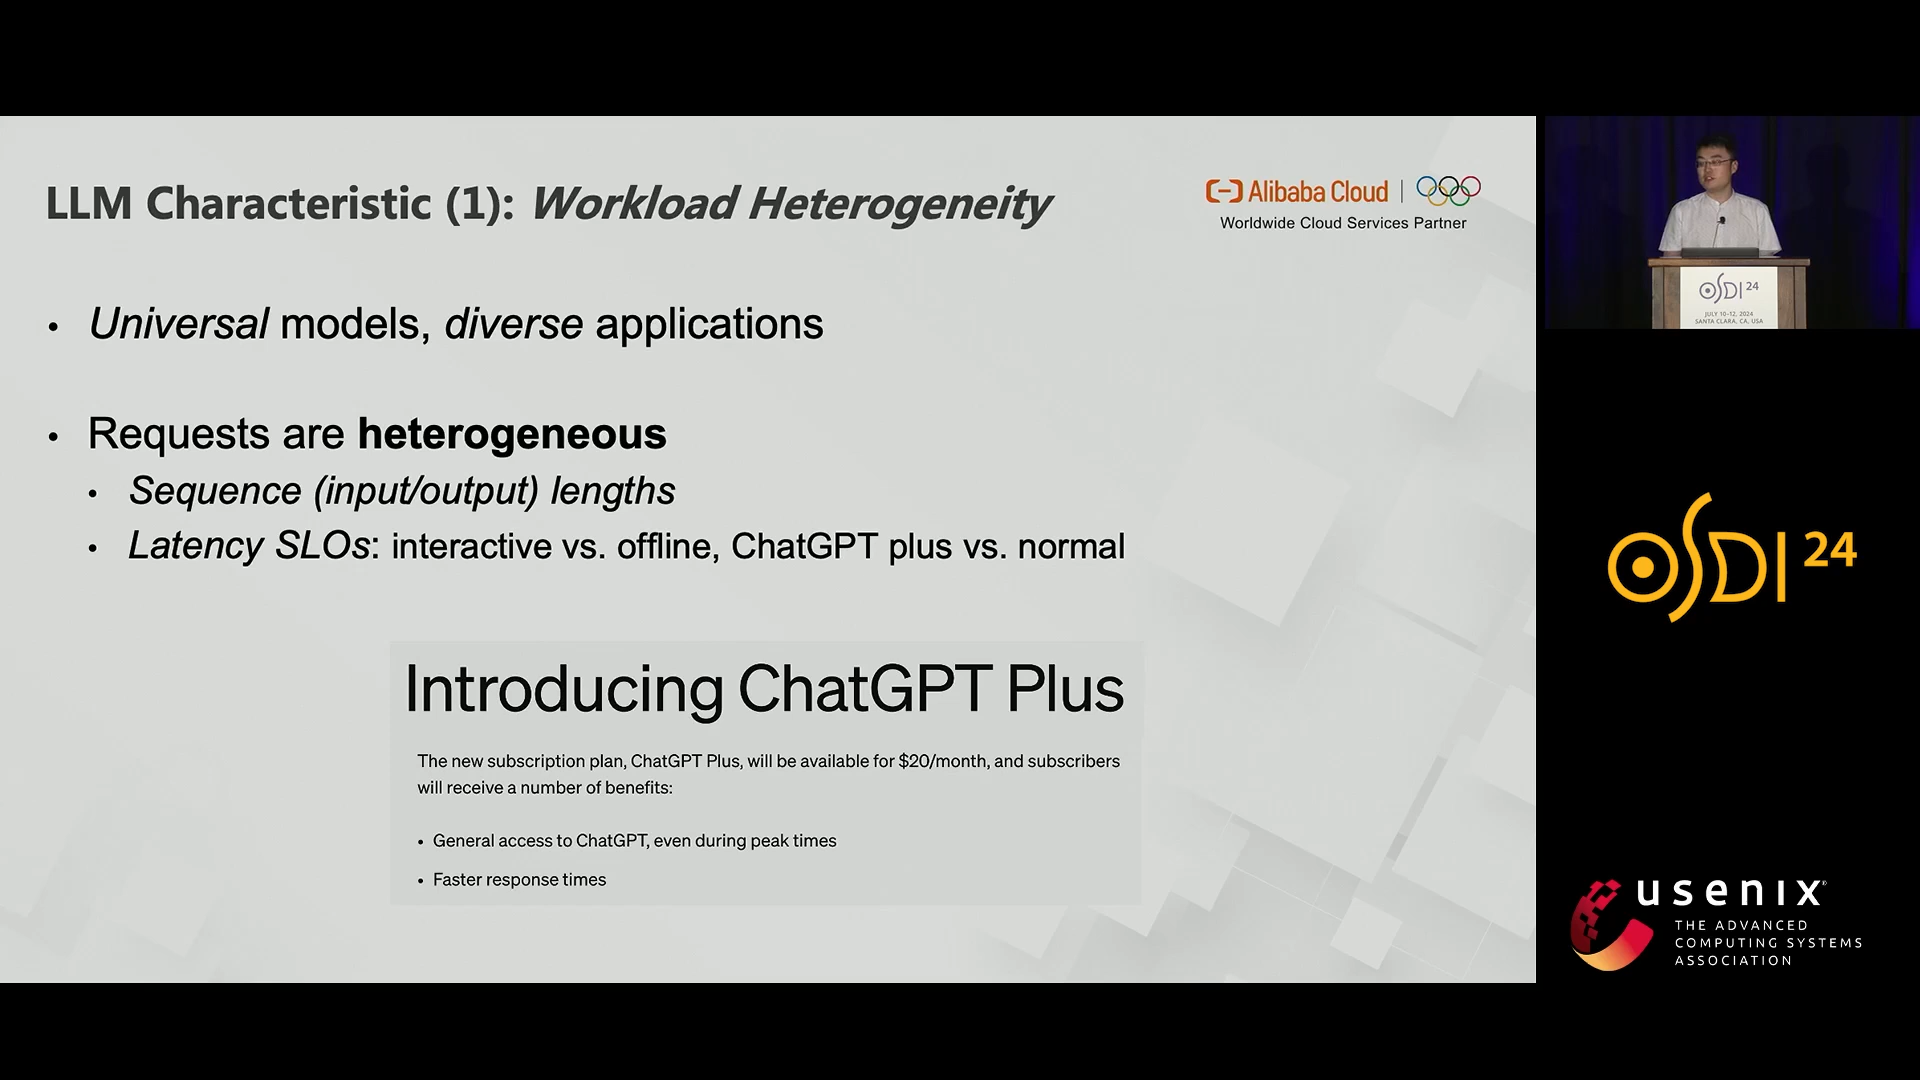 LLM Characteristic (1): Workload Heterogeneity
Alibaba Cloud
Worldwide Cloud Services Partner
• Universal models, diverse applications
• Requests are heterogeneous
• Sequence (input/output) lengths
• Latency SLOs: interactive vs. offline, ChatGPT plus vs. normal
Introducing ChatGPT Plus
The new subscription plan, ChatGPT Plus, will be available for $20/month, and subscribers
will receive a number of benefits:
• General access to ChatGPT, even during peak times
• Faster response times
OSDI 24
JULY 10–12, 2024
SANTA CLARA, CA, USA
OSDI 24
usenix®
THE ADVANCED
COMPUTING SYSTEMS
ASSOCIATION